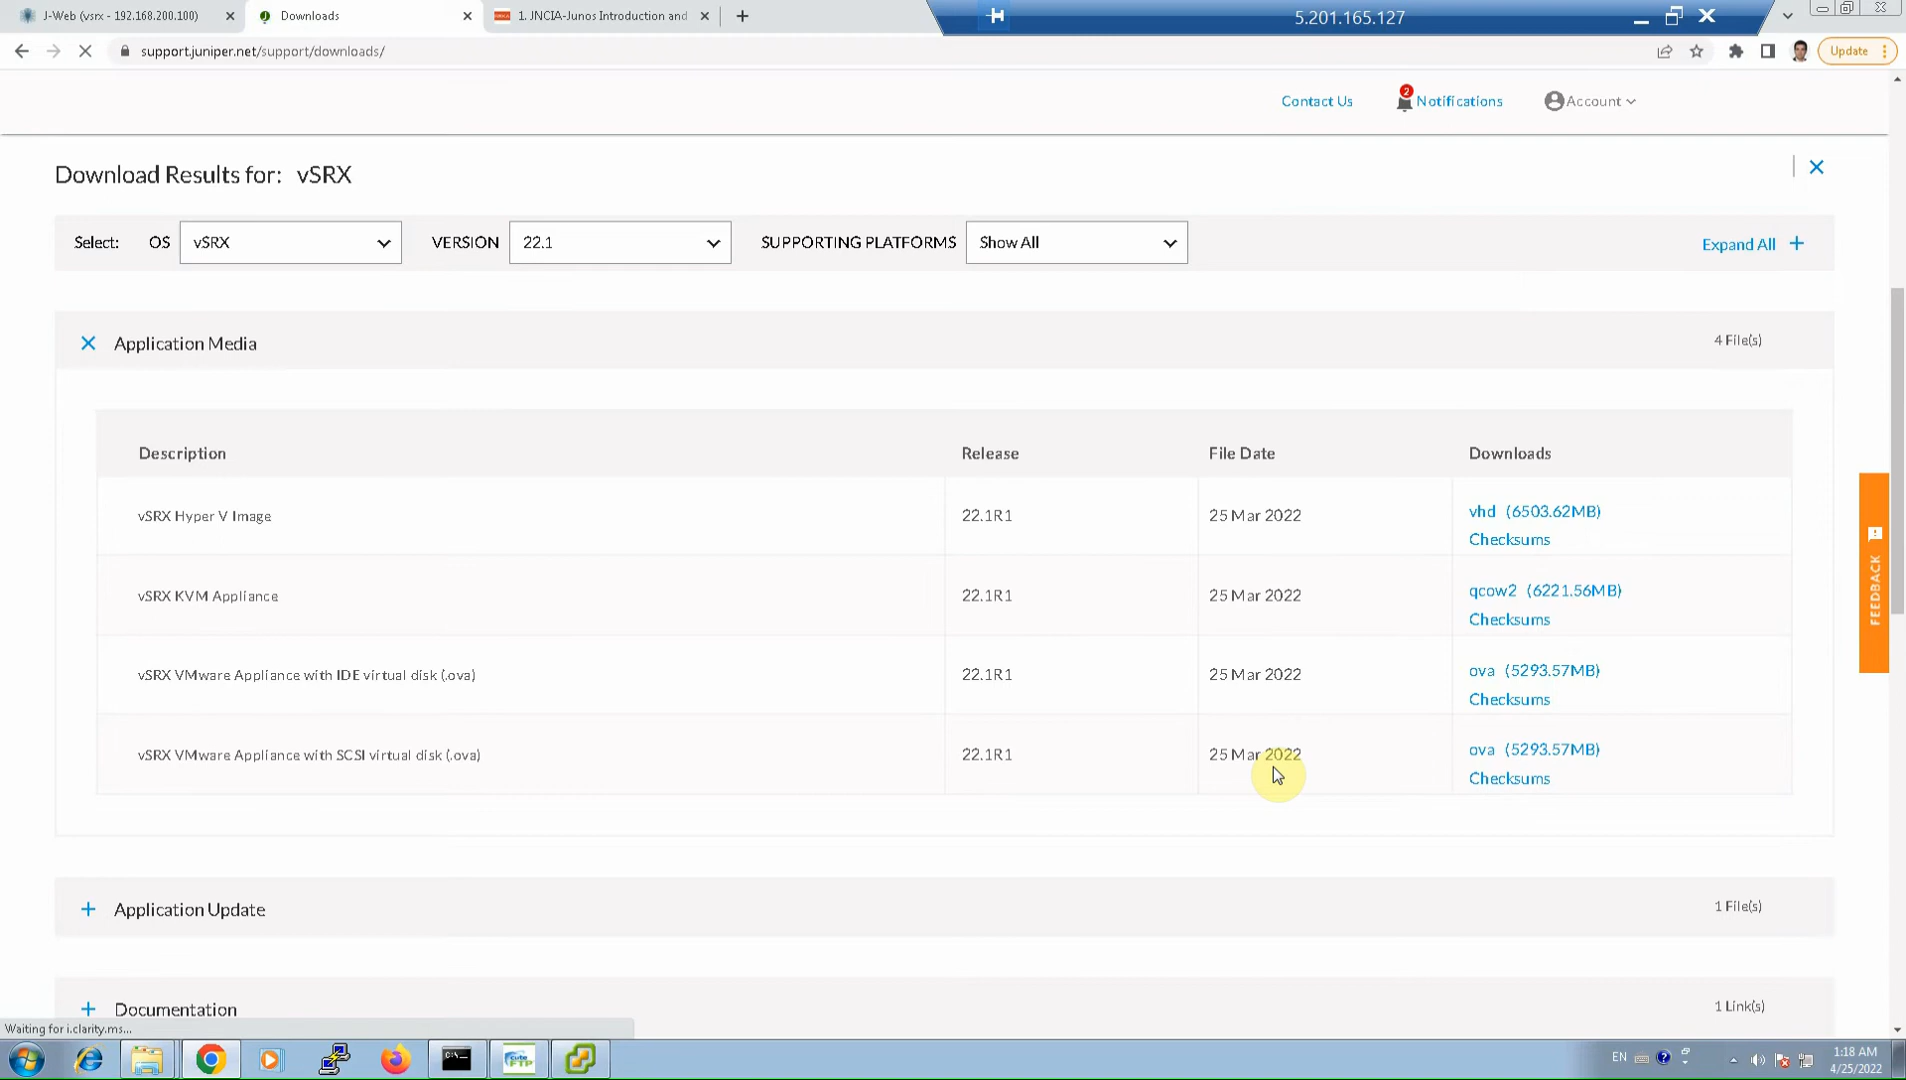 J-Web (vsrx - 192.168.200.100)
Downloads
1. JNCIA-Junos Introduction and
5.201.165.127
support.juniper.net/support/downloads/
Update
Contact Us
2
Notifications
Account
Download Results for: vSRX
Select: OS vSRX VERSION 22.1 SUPPORTING PLATFORMS Show All Expand All +
Application Media 4 File(s)
Description Release File Date Downloads
vSRX Hyper V Image 22.1R1 25 Mar 2022 vhd (6503.62MB)
Checksums
vSRX KVM Appliance 22.1R1 25 Mar 2022 qcow2 (6221.56MB)
Checksums
vSRX VMware Appliance with IDE virtual disk (.ova) 22.1R1 25 Mar 2022 ova (5293.57MB)
Checksums
vSRX VMware Appliance with SCSI virtual disk (.ova) 22.1R1 25 Mar 2022 ova (5293.57MB)
Checksums
FEEDBACK
+ Application Update 1 File(s)
+ Documentation 1 Link(s)
Waiting for i.clarity.ms...
C:\.
cute FTP
EN
1:18 AM
4/25/2022